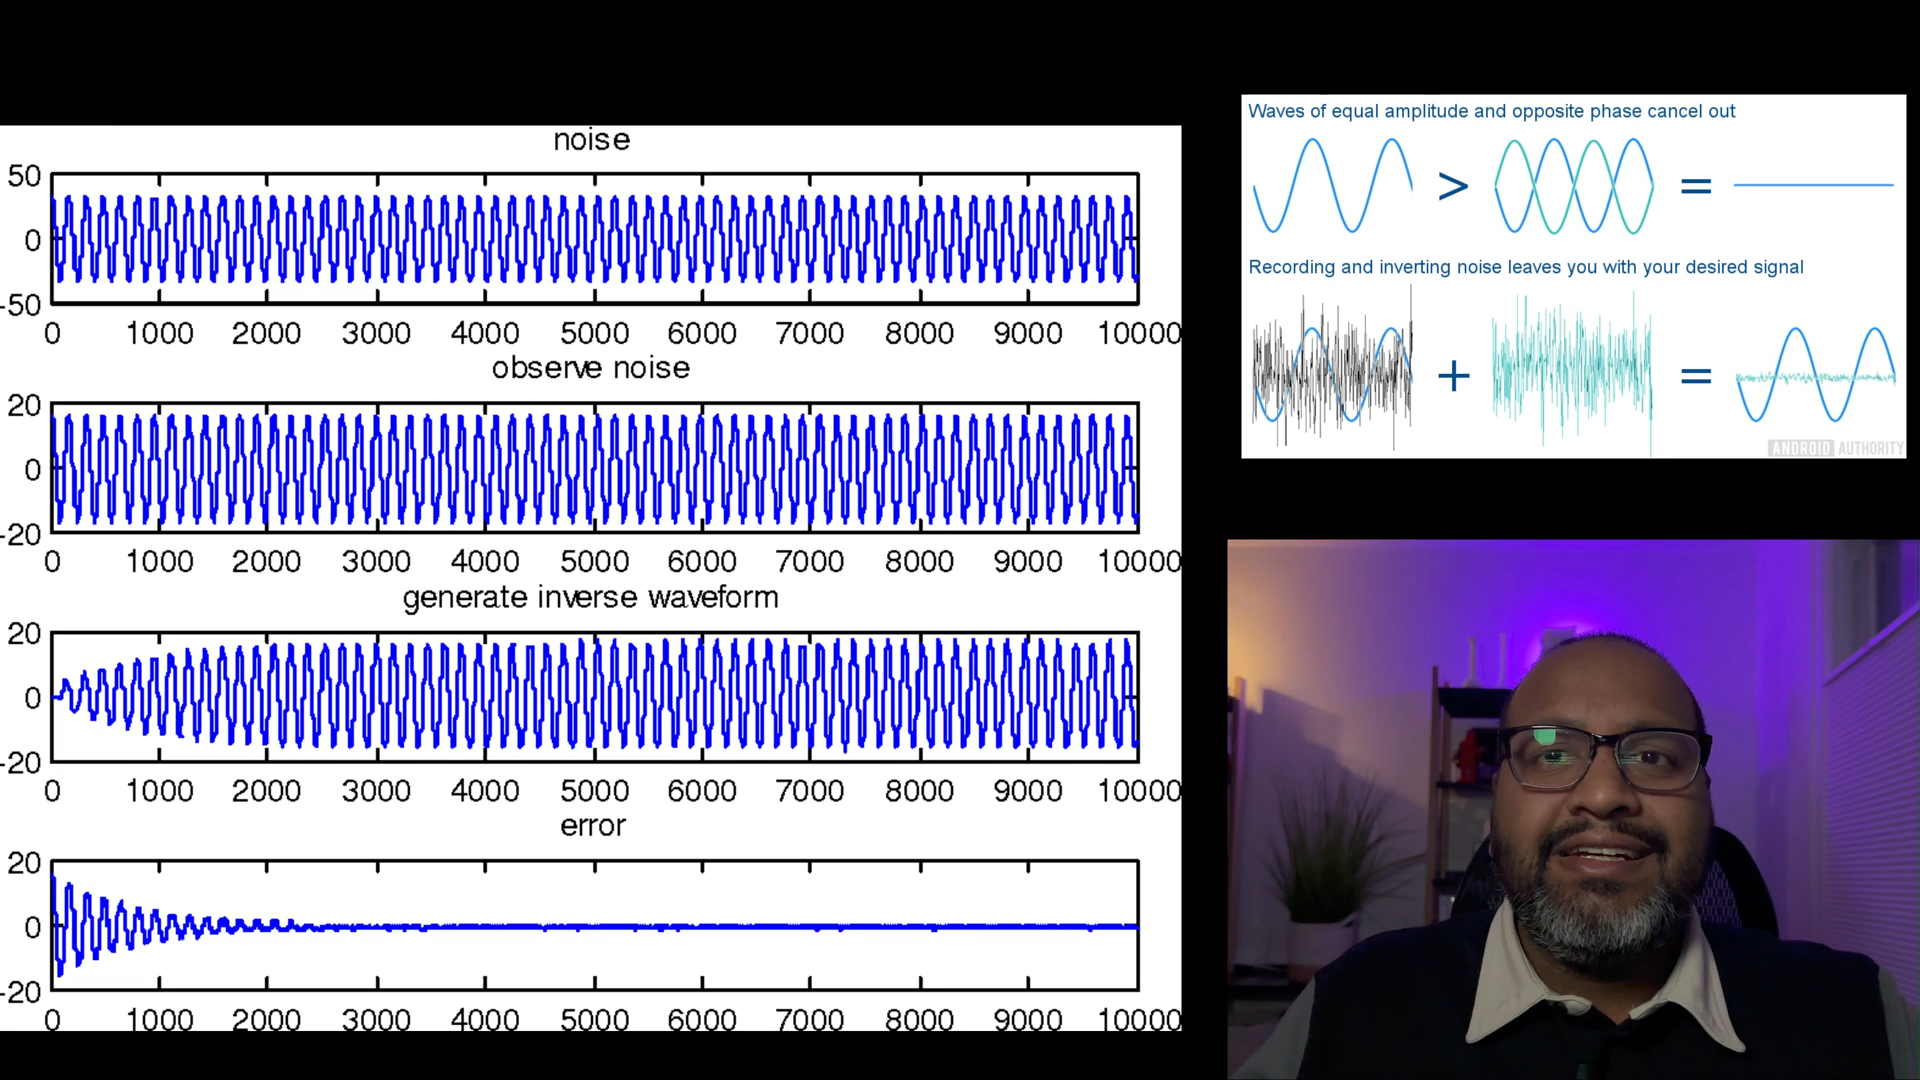 noise
50
0
-50
0 1000 2000 3000 4000 5000 6000 7000 8000 9000 10000
observe noise
20
0
-20
0 1000 2000 3000 4000 5000 6000 7000 8000 9000 10000
generate inverse waveform
20
0
-20
0 1000 2000 3000 4000 5000 6000 7000 8000 9000 10000
error
20
0
-20
0 1000 2000 3000 4000 5000 6000 7000 8000 9000 10000
Waves of equal amplitude and opposite phase cancel out
> =
Recording and inverting noise leaves you with your desired signal
+ =
ANDROID AUTHORITY